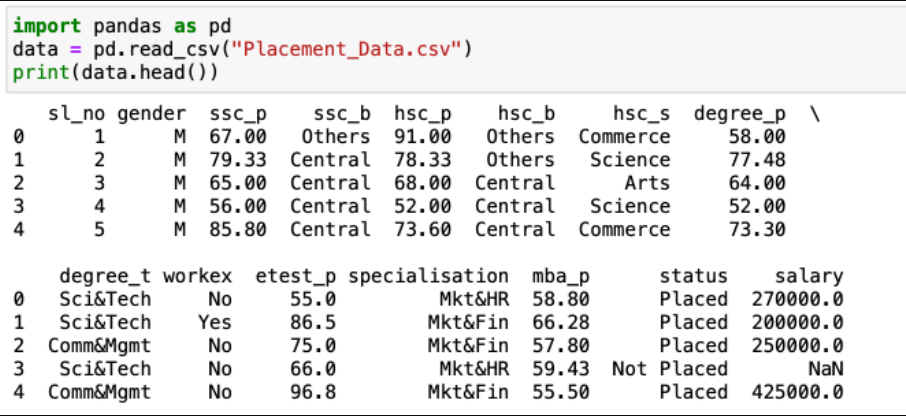 import pandas as pd
data = pd.read_csv("Placement_Data.csv")
print(data.head())
sl_no gender ssc_p ssc_b hsc_p hsc_b hsc_s degree_p \
0 1 M 67.00 Others 91.00 Others Commerce 58.00
1 2 M 79.33 Central 78.33 Others Science 77.48
2 3 M 65.00 Central 68.00 Central Arts 64.00
3 4 M 56.00 Central 52.00 Central Science 52.00
4 5 M 85.80 Central 73.60 Central Commerce 73.30
degree_t workex etest_p specialisation mba_p status salary
0 Sci&Tech No 55.0 Mkt&HR 58.80 Placed 270000.0
1 Sci&Tech Yes 86.5 Mkt&Fin 66.28 Placed 200000.0
2 Comm&Mgmt No 75.0 Mkt&Fin 57.80 Placed 250000.0
3 Sci&Tech No 66.0 Mkt&HR 59.43 Not Placed NaN
4 Comm&Mgmt No 96.8 Mkt&Fin 55.50 Placed 425000.0